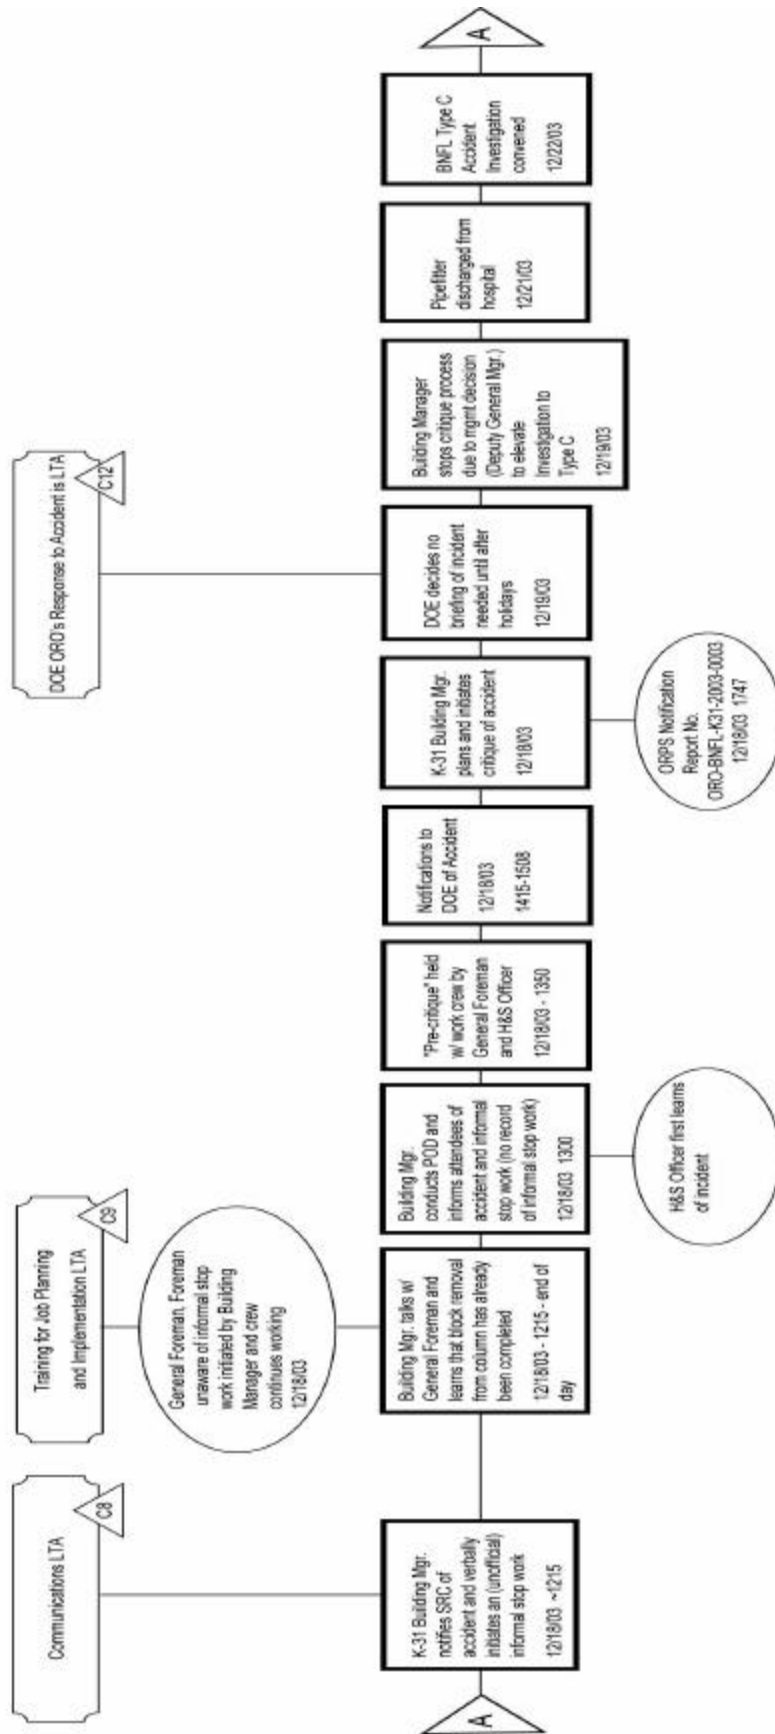 Communications LTA
C8
Training for Job Planning
and Implementation LTA
C9
DOE ORO's Response to Accident is LTA
C12
General Foreman, Foreman
unaware of informal stop
work initiated by Building
Manager and crew
continues working
12/18/03
A
K-31 Building Mgr.
notifies SRC of
accident and verbally
initiates an (unofficial)
informal stop work
12/18/03 ~1215
Building Mgr. talks w/
General Foreman and
learns that block removal
from column has already
been completed
12/18/03 - 1215 - end of
day
Building Mgr.
conducts POD and
informs attendees of
accident and informal
stop work (no record
of informal stop work)
12/18/03 1300
"Pre-critique" held
w/ work crew by
General Foreman
and H&S Officer
12/18/03 - 1350
Notifications to
DOE of Accident
12/18/03
1415-1508
K-31 Building Mgr.
plans and initiates
critique of accident
12/18/03
DOE decides no
briefing of incident
needed until after
holidays
12/19/03
Building Manager
stops critique process
due to mgmt decision
(Deputy General Mgr.)
to elevate
Investigation to
Type C
12/19/03
Pipefitter
discharged from
hospital
12/21/03
BNFL Type C
Accident
Investigation
convened
12/22/03
A
H&S Officer first learns
of incident
ORPS Notification
Report No.
ORO-BNFL-K31-2003-0003
12/18/03 1747